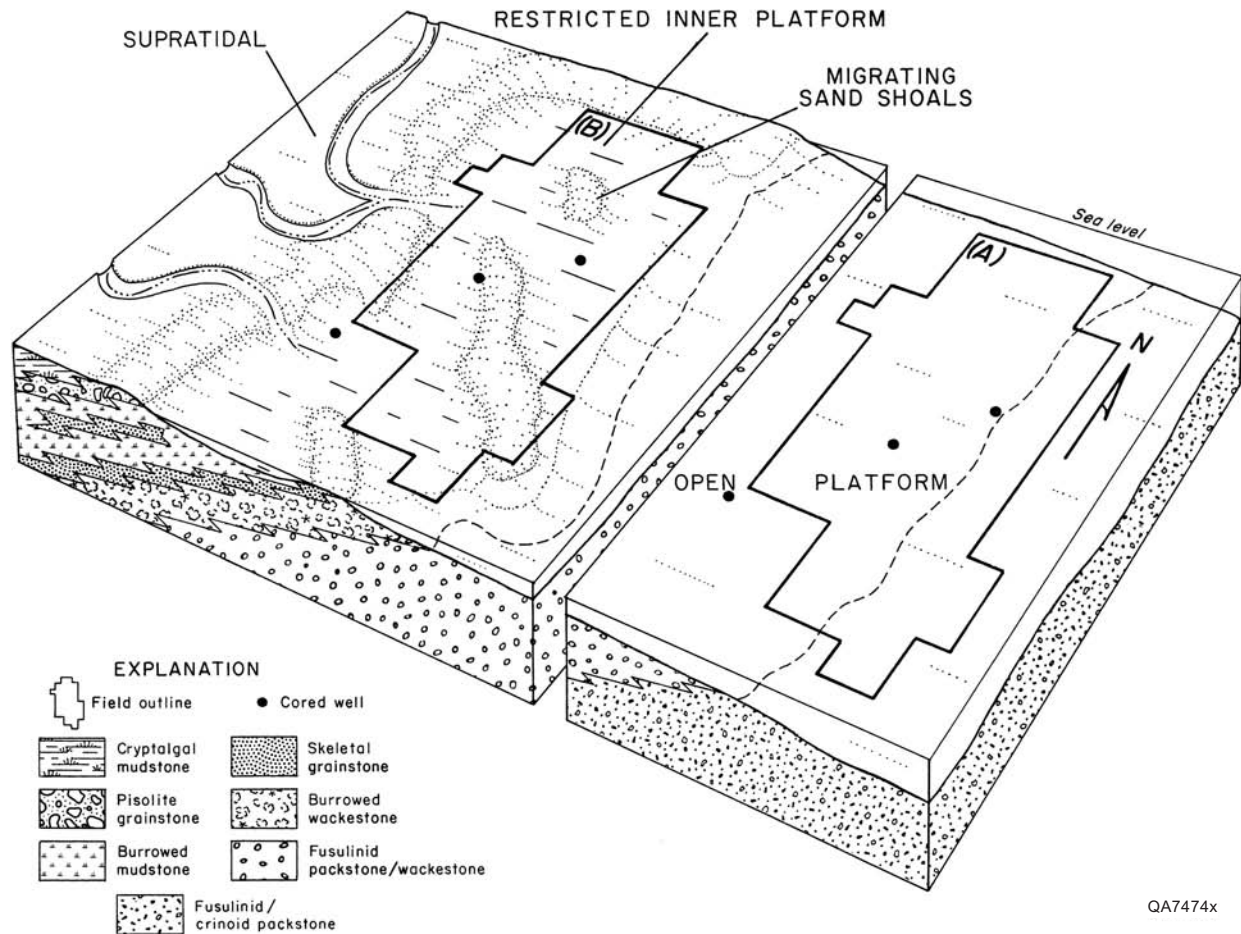 RESTRICTED INNER PLATFORM
SUPRATIDAL
MIGRATING
SAND SHOALS
(B)
Sea level
(A)
N
OPEN PLATFORM
EXPLANATION
Field outline
Cored well
Cryptalgal
mudstone
Skeletal
grainstone
Pisolite
grainstone
Burrowed
wackestone
Burrowed
mudstone
Fusulinid
packstone/wackestone
Fusulinid/
crinoid packstone
QA7474x